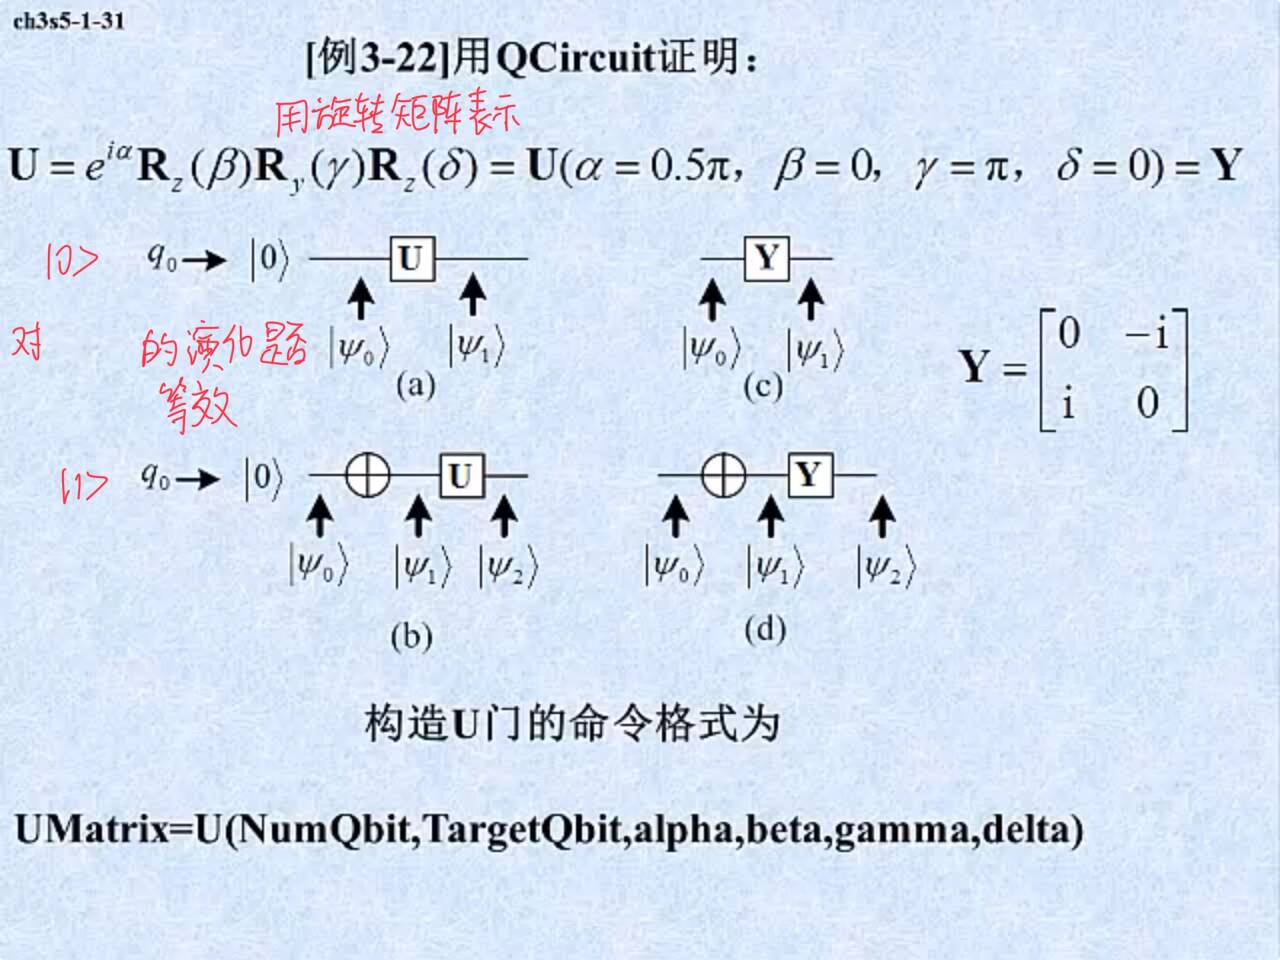 ch3s5-1-31
[例3-22]用QCircuit证明：
用旋转矩阵表示
U = e^{iα}R_z(β)R_y(γ)R_z(δ) = U(α = 0.5π, β = 0, γ = π, δ = 0) = Y
|0> q₀→ |0⟩ U Y
|ψ₀⟩ |ψ₁⟩ |ψ₀⟩ |ψ₁⟩
对 的演化是否
等效
(a) (c)
Y = [0 -i
i 0]
|1> q₀→ |0⟩ ⊕ U ⊕ Y
|ψ₀⟩ |ψ₁⟩ |ψ₂⟩ |ψ₀⟩ |ψ₁⟩ |ψ₂⟩
(b) (d)
构造U门的命令格式为
UMatrix=U(NumQbit,TargetQbit,alpha,beta,gamma,delta)